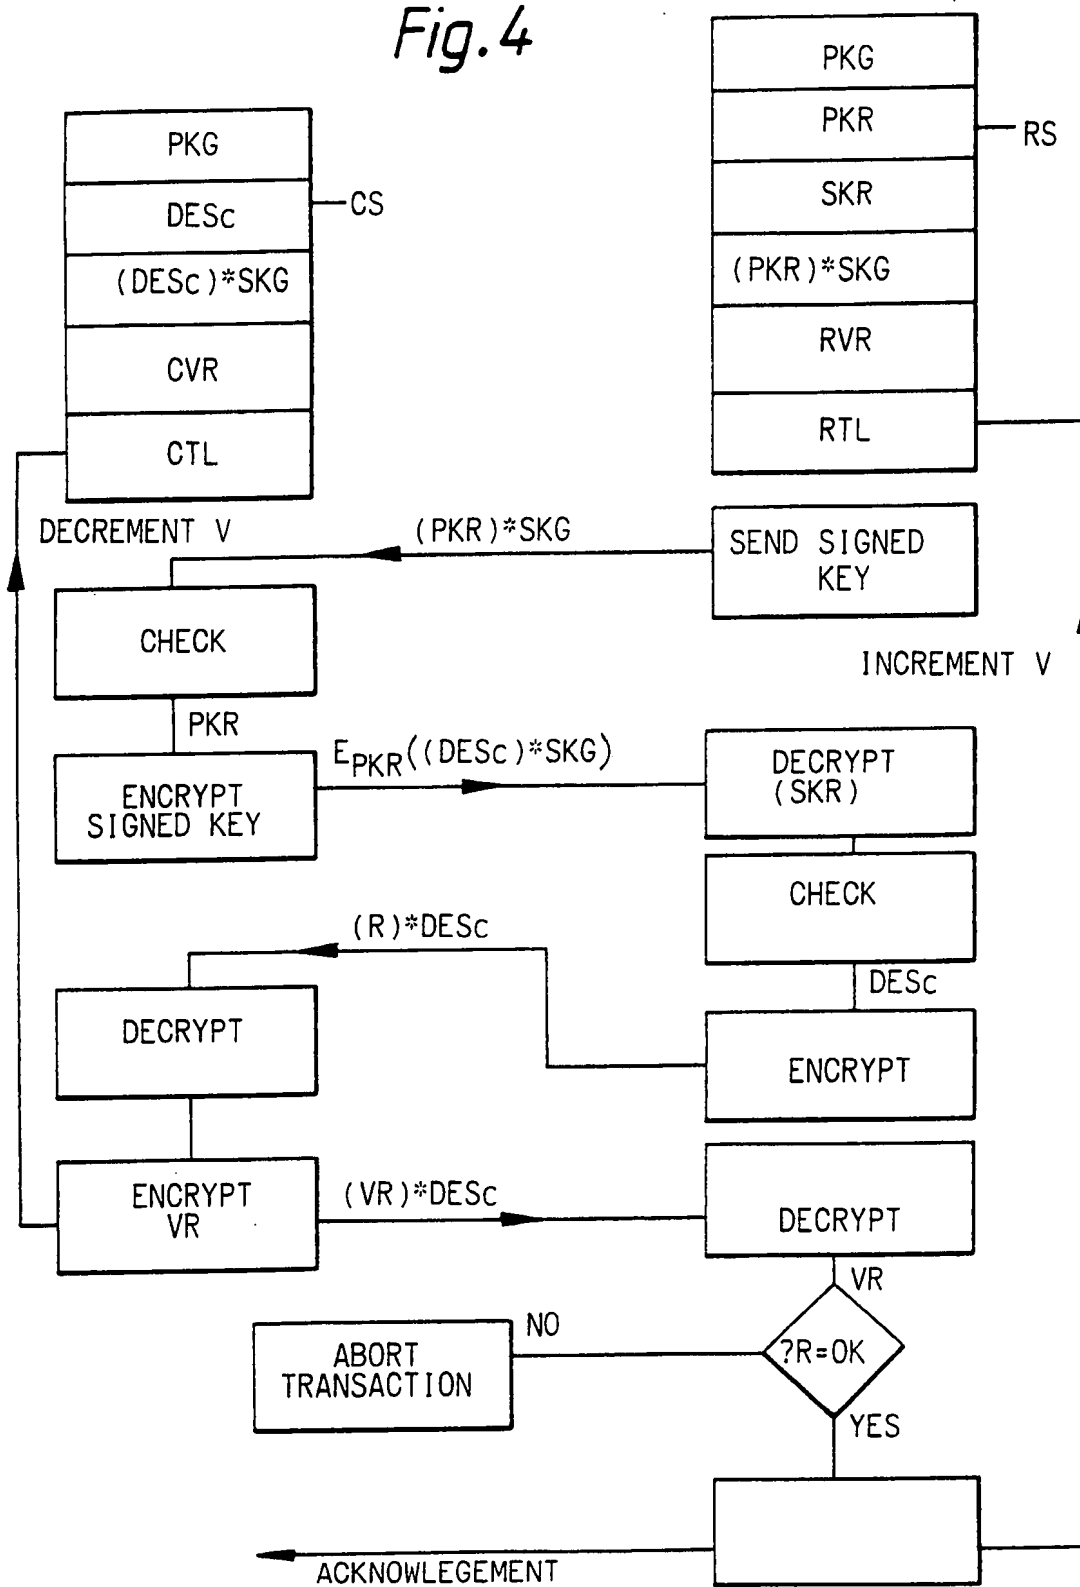 Fig. 4
PKG
DESc
(DESc)*SKG
CVR
CTL
CS
PKG
PKR
SKR
(PKR)*SKG
RVR
RTL
RS
DECREMENT V
(PKR)*SKG
SEND SIGNED
KEY
CHECK
INCREMENT V
PKR
ENCRYPT
SIGNED KEY
EPKR((DESc)*SKG)
DECRYPT
(SKR)
CHECK
(R)*DESc
DESc
DECRYPT
ENCRYPT
ENCRYPT
VR
(VR)*DESc
DECRYPT
VR
NO
?R=OK
ABORT
TRANSACTION
YES
ACKNOWLEGEMENT